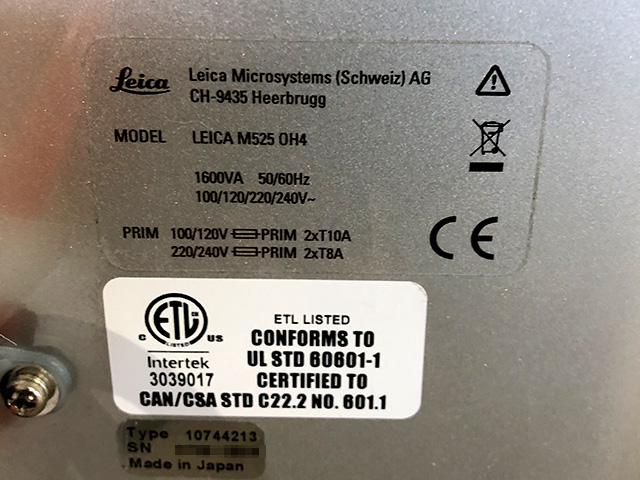 Leica
Leica Microsystems (Schweiz) AG
CH-9435 Heerbrugg
MODEL LEICA M525 OH4
1600VA 50/60Hz
100/120/220/240V~
PRIM 100/120V PRIM 2xT10A
220/240V PRIM 2xT8A
CE
ETL
LISTED
C US
Intertek
3039017
ETL LISTED
CONFORMS TO
UL STD 60601-1
CERTIFIED TO
CAN/CSA STD C22.2 NO. 601.1
Type 10744213
SN
Made in Japan